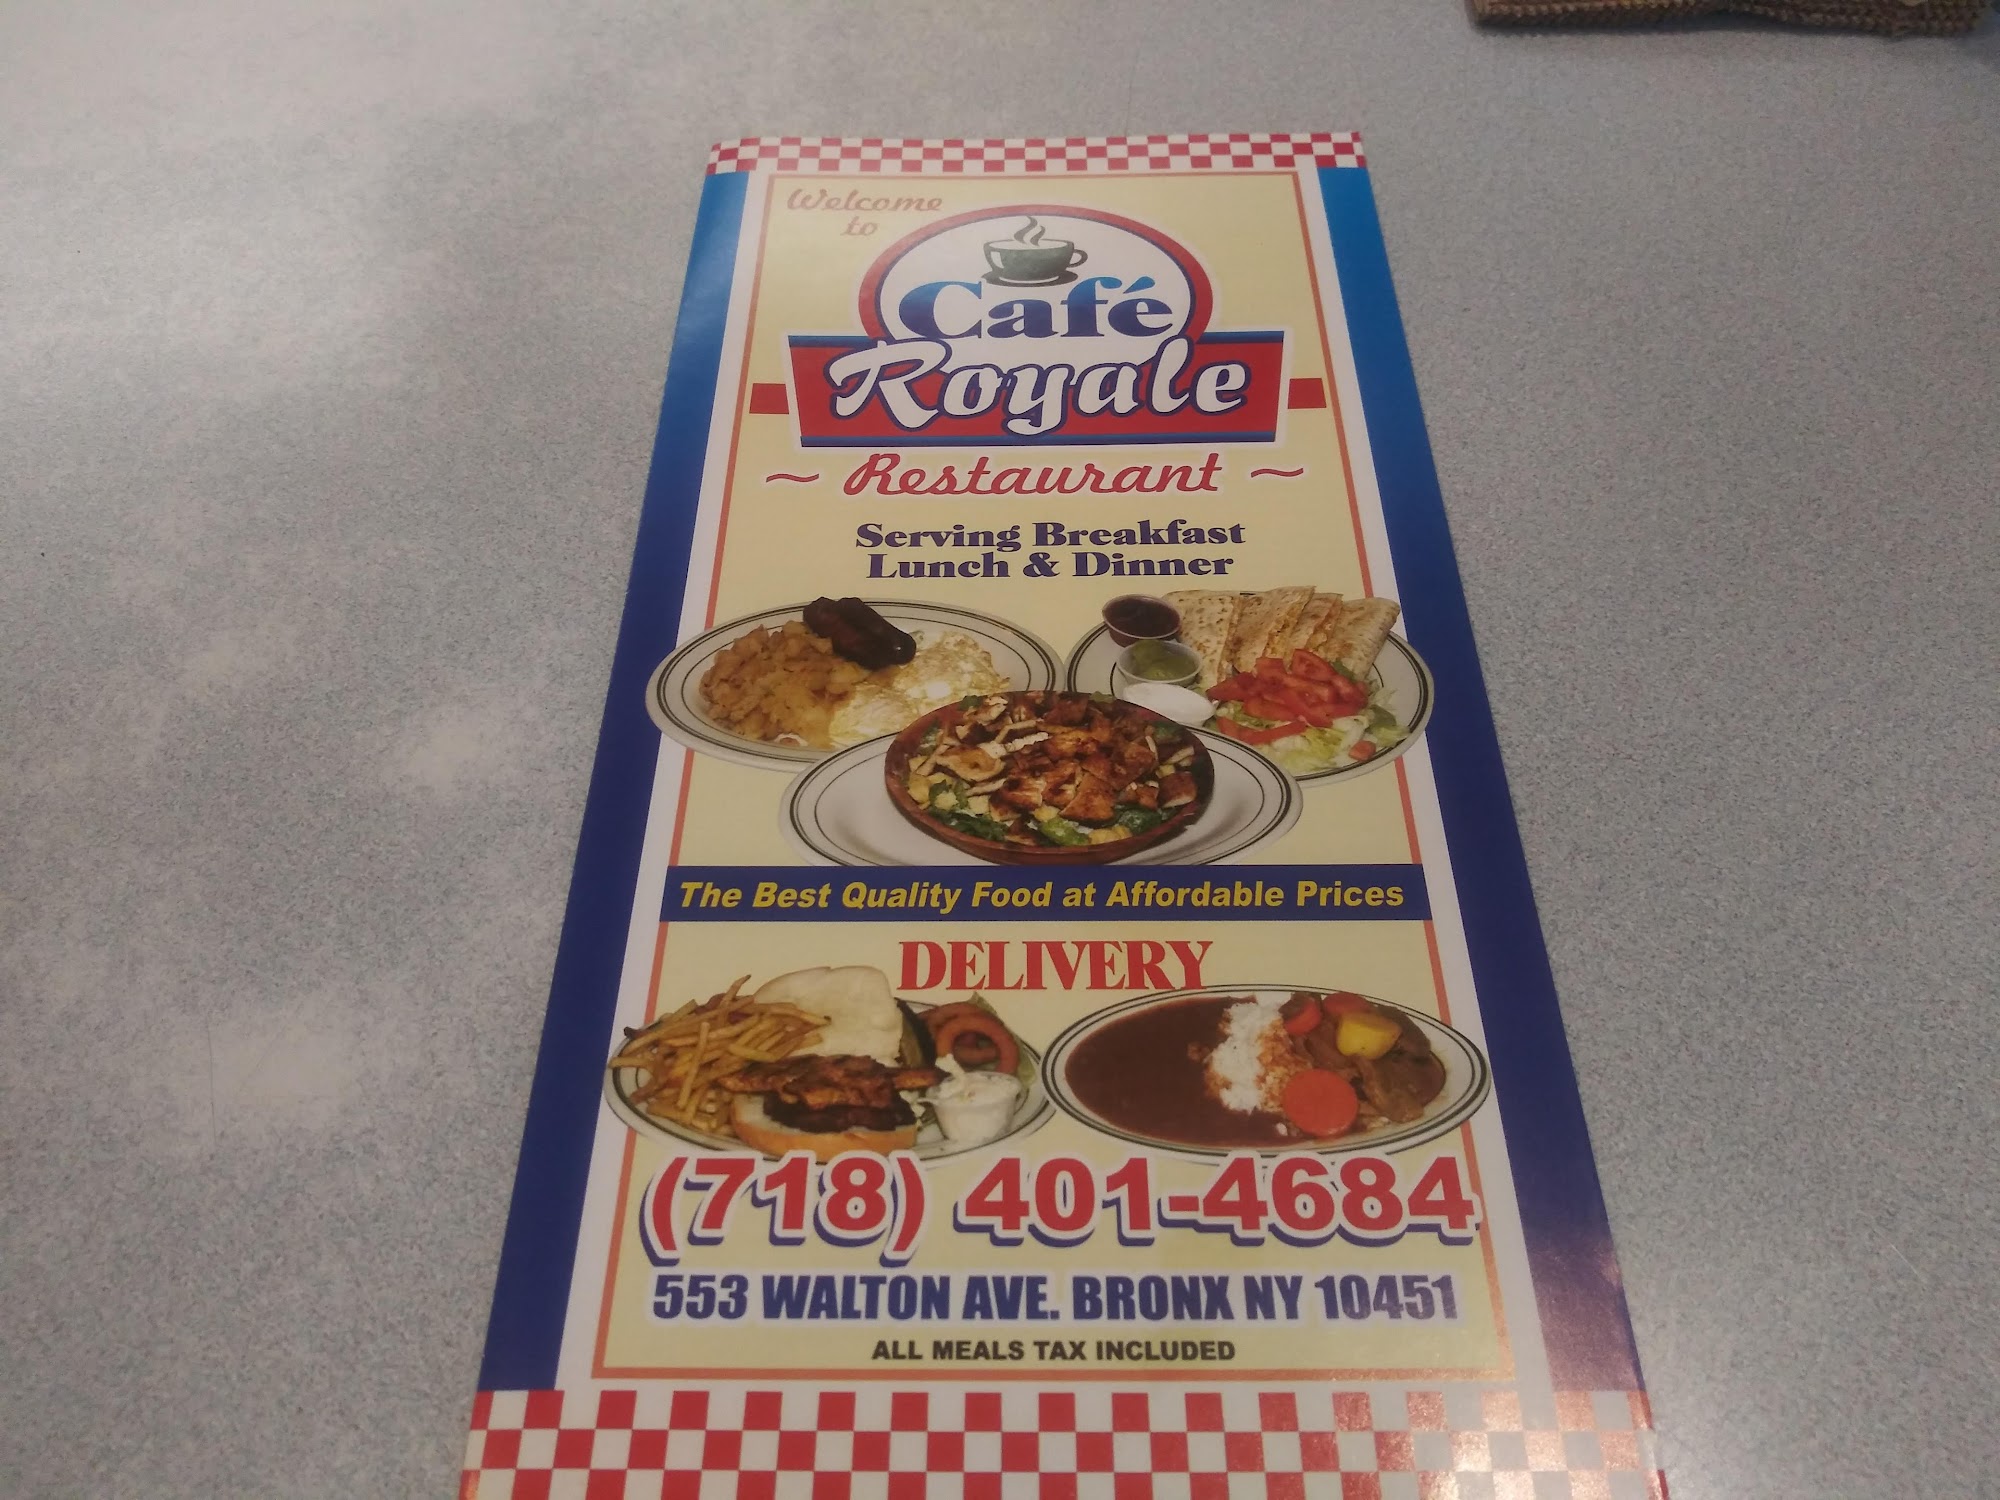 Welcome
to
Café
Royale
~ Restaurant ~
Serving Breakfast
Lunch & Dinner
The Best Quality Food at Affordable Prices
DELIVERY
(718) 401-4684
553 WALTON AVE. BRONX NY 10451
ALL MEALS TAX INCLUDED